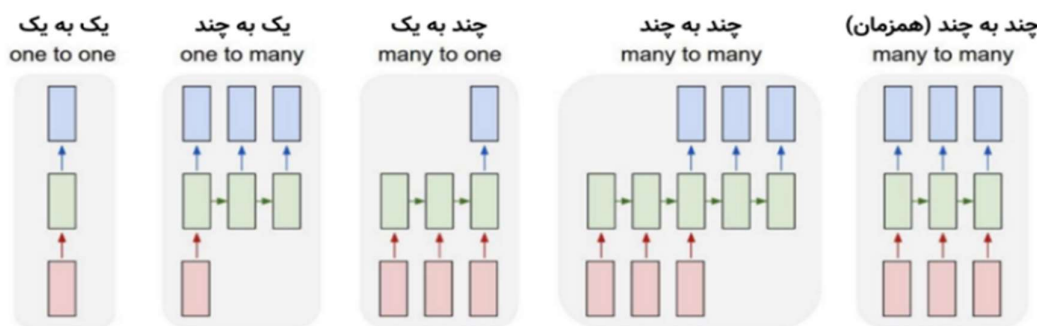 یک به یک
one to one
یک به چند
one to many
چند به یک
many to one
چند به چند
many to many
چند به چند (همزمان)
many to many